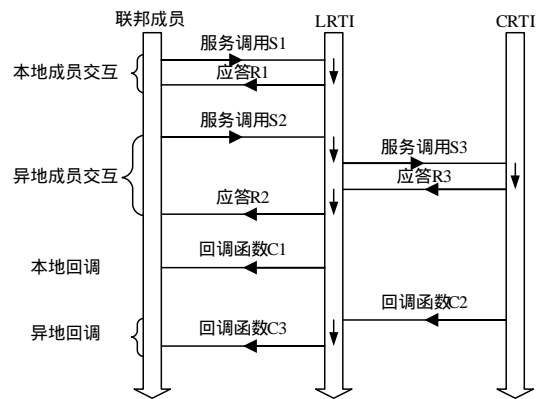 联邦成员
LRTI
CRTI
服务调用S1
本地成员交互
应答R1
服务调用S2
服务调用S3
异地成员交互
应答R3
应答R2
回调函数C1
本地回调
回调函数C2
异地回调
回调函数C3